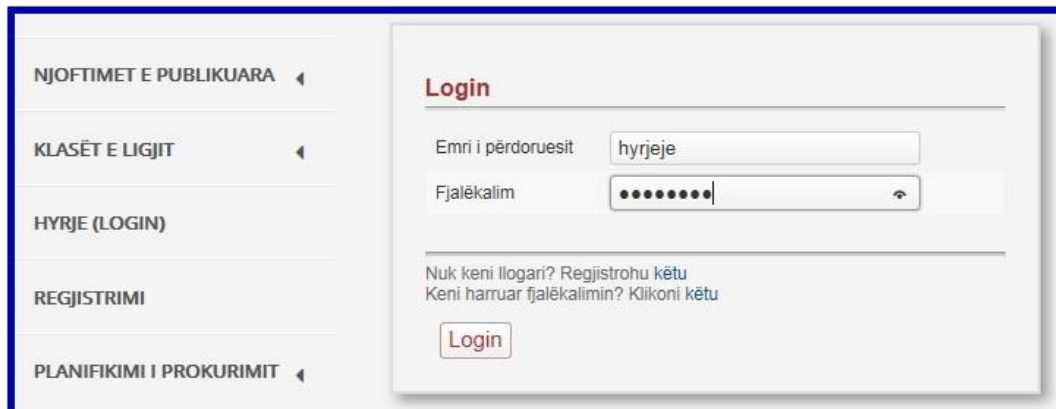 NJOFTIMET E PUBLIKUARA
KLASËT E LIGJIT
HYRJE (LOGIN)
REGJISTRIMI
PLANIFIKIMI I PROKURIMIT
Login
Emri i përdoruesit hyrjeje
Fjalëkalim ••••••••
Nuk keni llogari? Regjistrohu këtu
Keni harruar fjalëkalimin? Klikoni këtu
Login